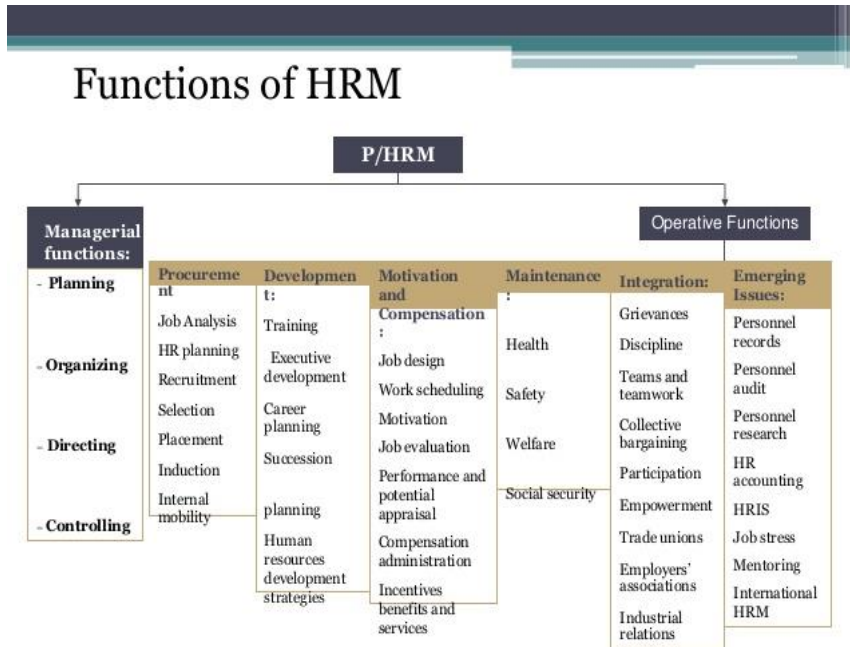 Functions of HRM
P/HRM
Managerial
functions:
- Planning
- Organizing
- Directing
- Controlling
Operative Functions
Procureme
nt
Job Analysis
HR planning
Recruitment
Selection
Placement
Induction
Internal
mobility
Developmen
t:
Training
Executive
development
Career
planning
Succession
planning
Human
resources
development
strategies
Motivation
and
Compensation
:
Job design
Work scheduling
Motivation
Job evaluation
Performance and
potential
appraisal
Compensation
administration
Incentives
benefits and
services
Maintenance
:
Health
Safety
Welfare
Social security
Integration:
Grievances
Discipline
Teams and
teamwork
Collective
bargaining
Participation
Empowerment
Trade unions
Employers’
associations
Industrial
relations
Emerging
Issues:
Personnel
records
Personnel
audit
Personnel
research
HR
accounting
HRIS
Job stress
Mentoring
International
HRM